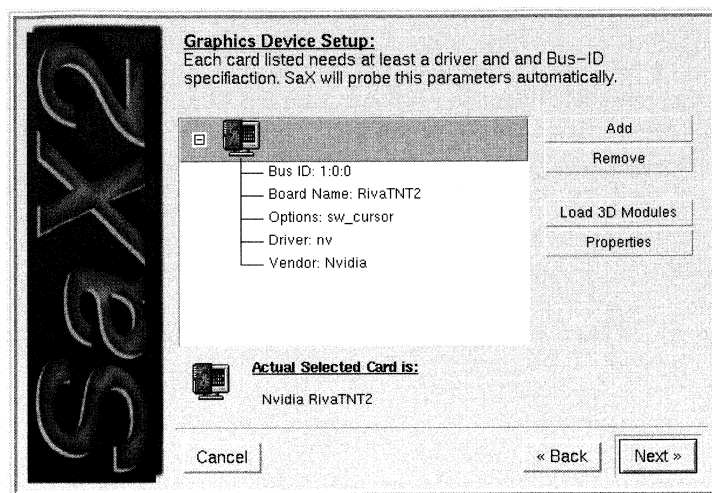 SaX2
Graphics Device Setup:
Each card listed needs at least a driver and and Bus-ID
specifiaction. SaX will probe this parameters automatically.
Bus ID: 1:0:0
Board Name: RivaTNT2
Options: sw_cursor
Driver: nv
Vendor: Nvidia
Add
Remove
Load 3D Modules
Properties
Actual Selected Card is:
Nvidia RivaTNT2
Cancel
« Back
Next »